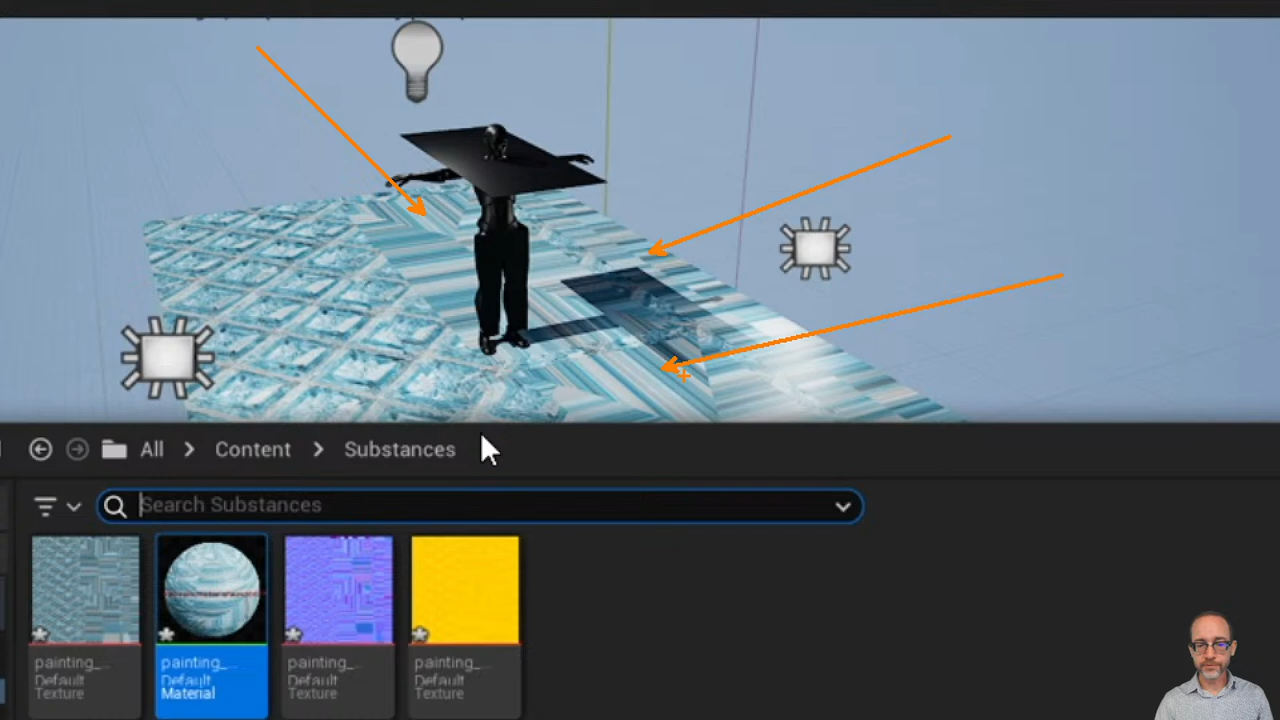 All > Content > Substances
Search Substances
painting_... painting_... painting_... painting_...
Default Default Default Default
Texture Material Texture Texture